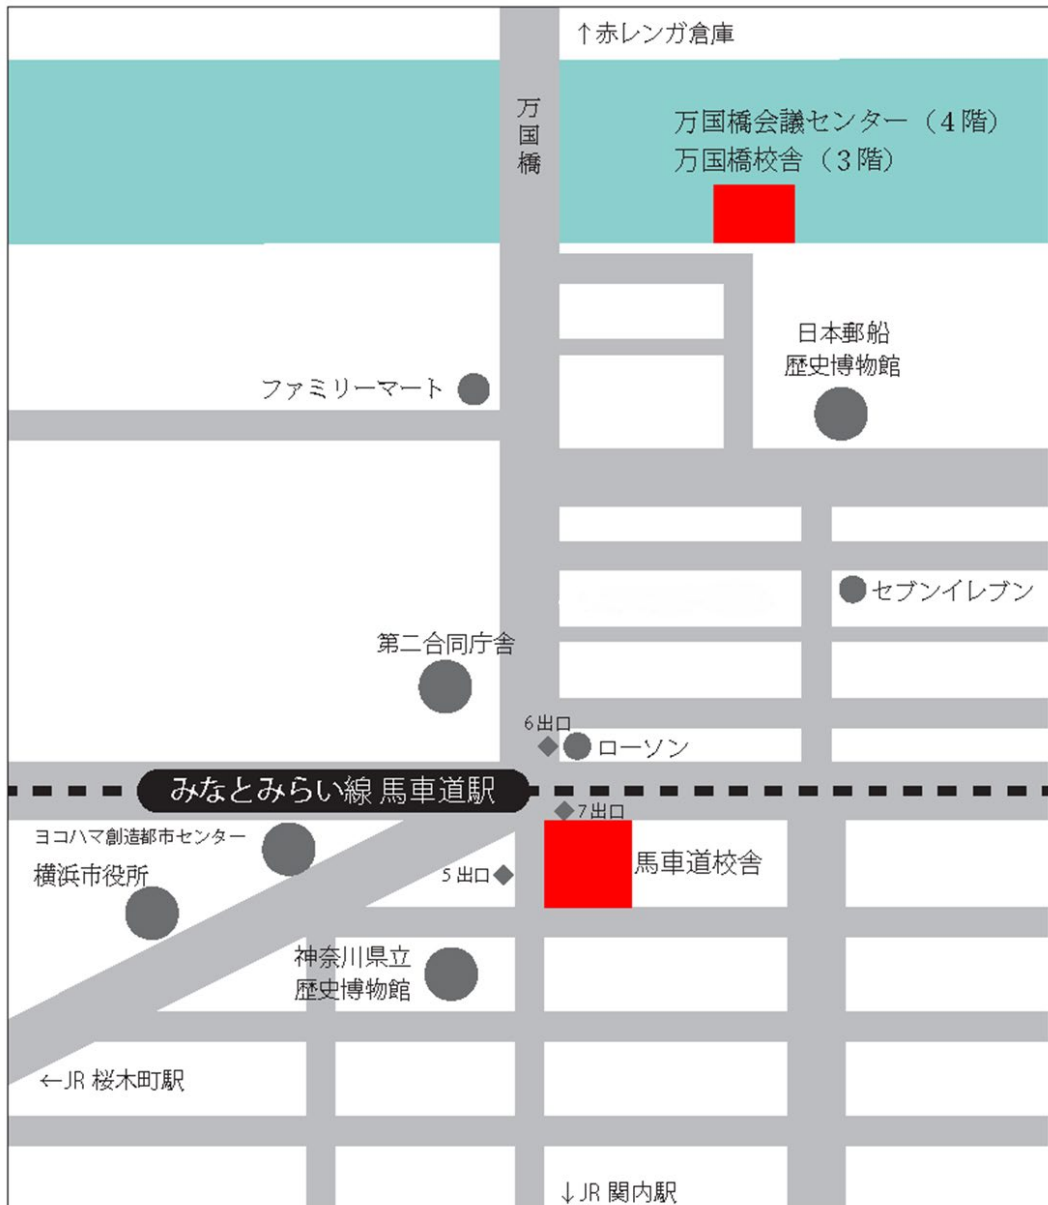 ↑赤レンガ倉庫
万国橋
万国橋会議センター（4階）
万国橋校舎（3階）
日本郵船
歴史博物館
ファミリーマート
セブンイレブン
第二合同庁舎
6出口
ローソン
みなとみらい線 馬車道駅
7出口
ヨコハマ創造都市センター
横浜市役所
5出口
馬車道校舎
神奈川県立
歴史博物館
←JR 桜木町駅
↓JR 関内駅